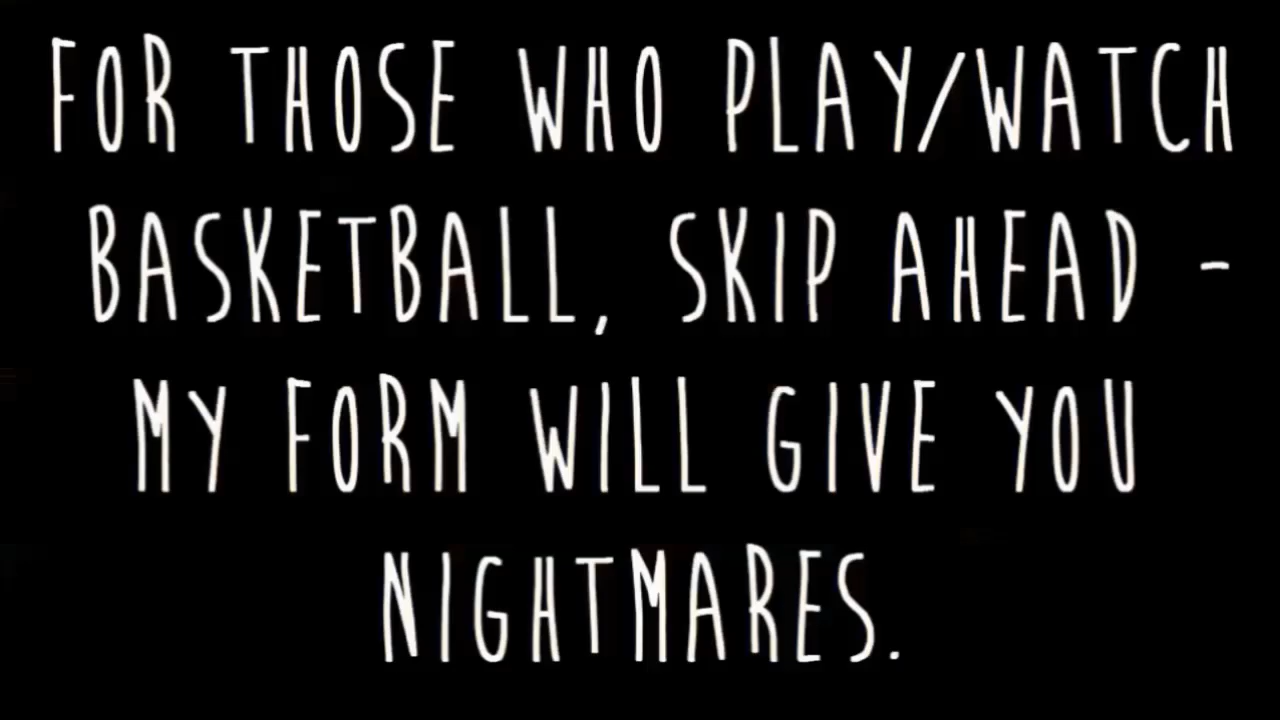 FOR THOSE WHO PLAY/WATCH
BASKETBALL, SKIP AHEAD -
MY FORM WILL GIVE YOU
NIGHTMARES.